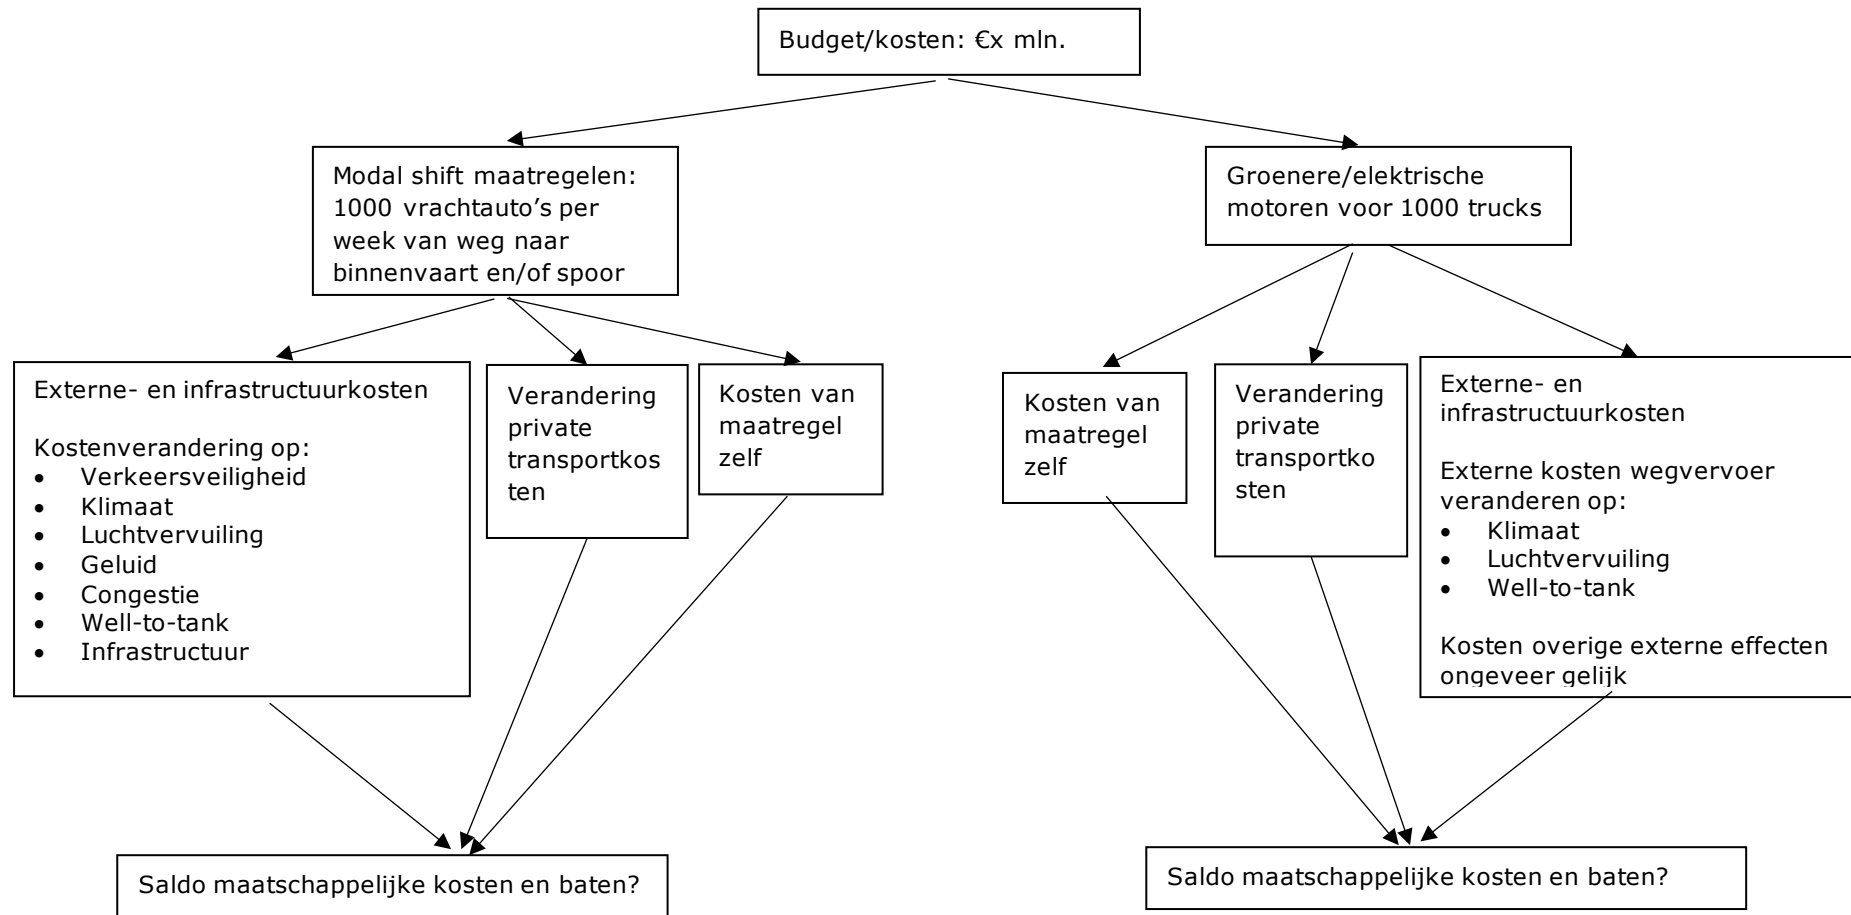 Budget/kosten: €x mln.
Modal shift maatregelen:
1000 vrachtauto’s per
week van weg naar
binnenvaart en/of spoor
Groenere/elektrische
motoren voor 1000 trucks
Externe- en infrastructuurkosten
Kostenverandering op:
• Verkeersveiligheid
• Klimaat
• Luchtvervuiling
• Geluid
• Congestie
• Well-to-tank
• Infrastructuur
Verandering
private
transportkos
ten
Kosten van
maatregel
zelf
Kosten van
maatregel
zelf
Verandering
private
transportko
sten
Externe- en
infrastructuurkosten
Externe kosten wegvervoer
veranderen op:
• Klimaat
• Luchtvervuiling
• Well-to-tank
Kosten overige externe effecten
ongeveer gelijk
Saldo maatschappelijke kosten en baten?
Saldo maatschappelijke kosten en baten?